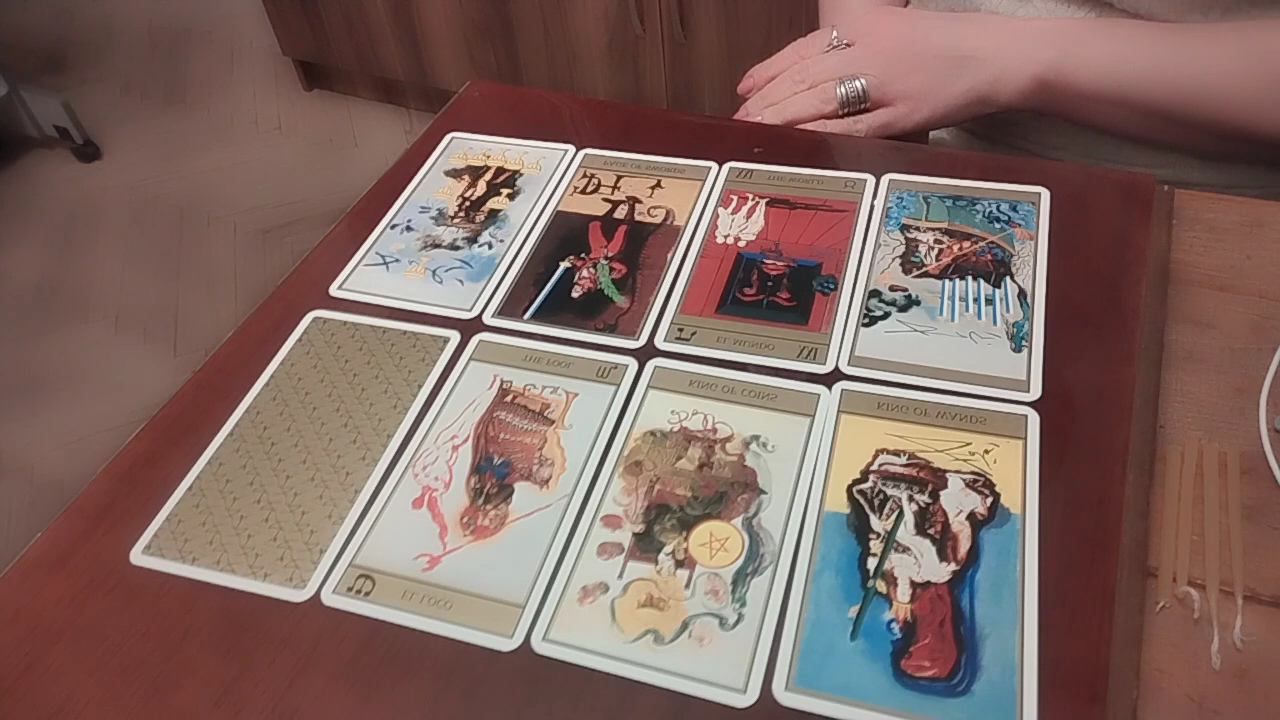 PAGE OF SWORDS
THE WORLD
XXI
EL MUNDO
XXI
THE FOOL
EL LOCO
KING OF COINS
KING OF WANDS